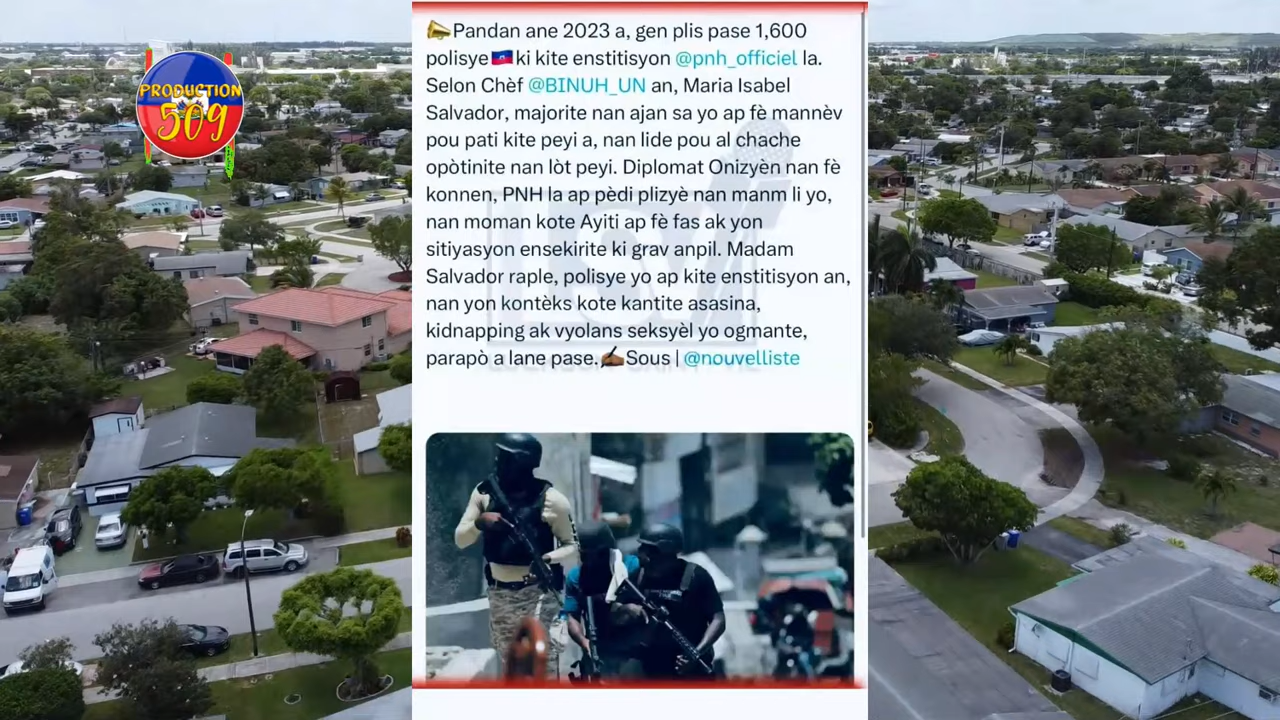 PRODUCTION
509
📣Pandan ane 2023 a, gen plis pase 1,600
polisye🇭🇹ki kite enstitisyon @pnh_officiel la.
Selon Chèf @BINUH_UN an, Maria Isabel
Salvador, majorite nan ajan sa yo ap fè mannèv
pou pati kite peyi a, nan lide pou al chache
opòtinite nan lòt peyi. Diplomat Onizyèn nan fè
konnen, PNH la ap pèdi plizyè nan manm li yo,
nan moman kote Ayiti ap fè fas ak yon
sitiyasyon ensekirite ki grav anpil. Madam
Salvador raple, polisye yo ap kite enstitisyon an,
nan yon kontèks kote kantite asasina,
kidnapping ak vyolans seksyèl yo ogmante,
parapò a lane pase.✍🏾Sous | @nouvelliste